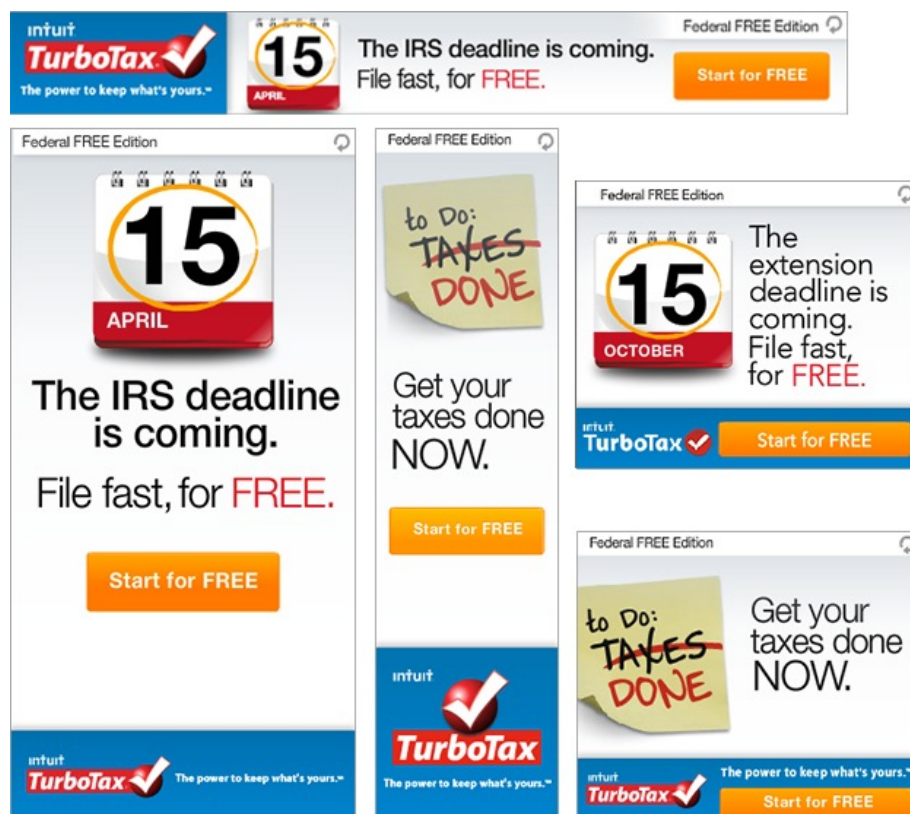 intuit
TurboTax
The power to keep what's yours.℠
15
APRIL
The IRS deadline is coming.
File fast, for FREE.
Federal FREE Edition
Start for FREE
Federal FREE Edition
15
APRIL
The IRS deadline
is coming.
File fast, for FREE.
Start for FREE
intuit
TurboTax
The power to keep what's yours.℠
Federal FREE Edition
to Do:
TAXES
DONE
Get your
taxes done
NOW.
Start for FREE
intuit
TurboTax
The power to keep what's yours.℠
Federal FREE Edition
15
OCTOBER
The
extension
deadline is
coming.
File fast,
for FREE.
intuit
TurboTax
Start for FREE
Federal FREE Edition
to Do:
TAXES
DONE
Get your
taxes done
NOW.
intuit
TurboTax
The power to keep what's yours.℠
Start for FREE